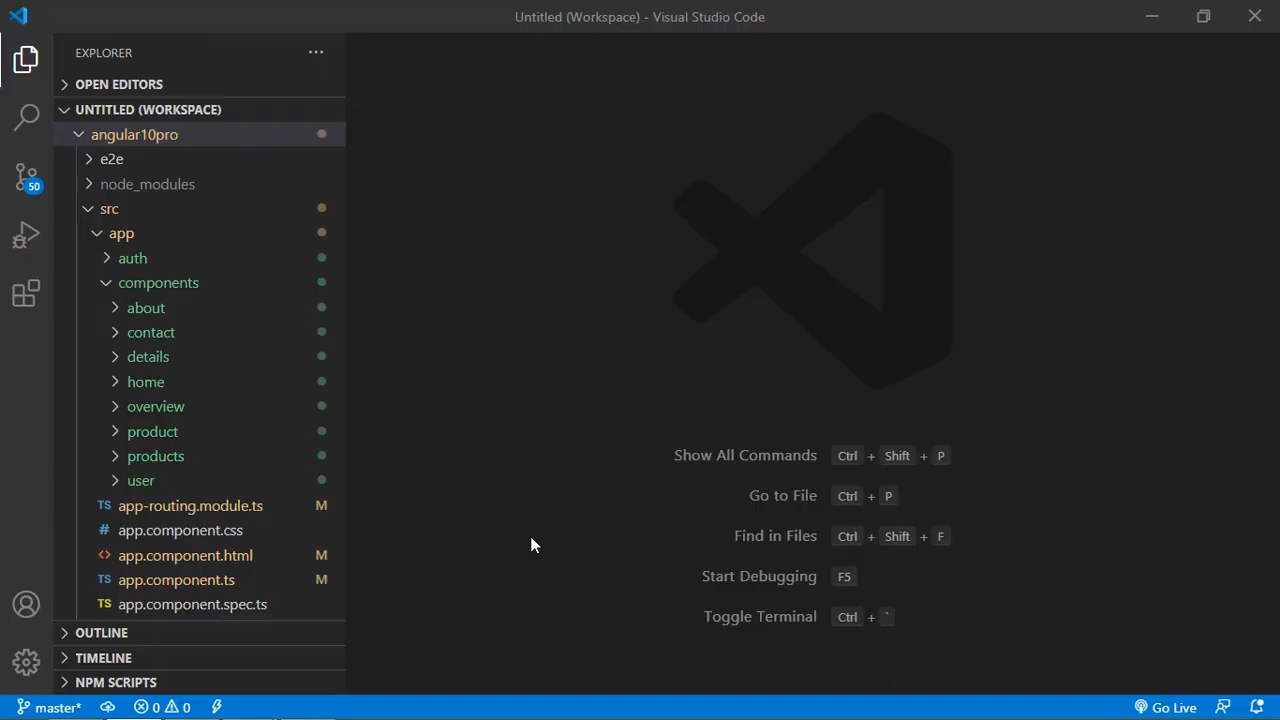 Untitled (Workspace) - Visual Studio Code
EXPLORER
OPEN EDITORS
UNTITLED (WORKSPACE)
angular10pro
e2e
50
node_modules
src
app
auth
components
about
contact
details
home
overview
product
products
user
TS app-routing.module.ts M
# app.component.css
<> app.component.html M
TS app.component.ts M
TS app.component.spec.ts
OUTLINE
TIMELINE
NPM SCRIPTS
Show All Commands Ctrl + Shift + P
Go to File Ctrl + P
Find in Files Ctrl + Shift + F
Start Debugging F5
Toggle Terminal Ctrl + `
master* 0 0 Go Live